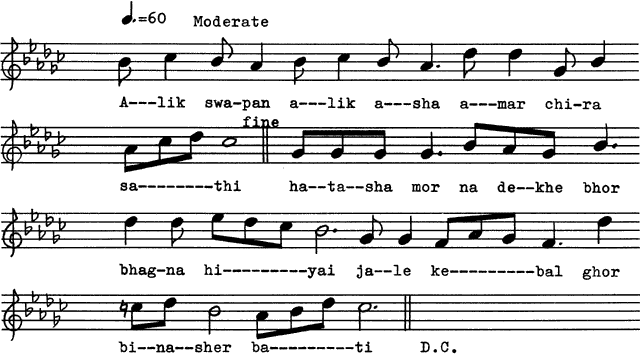 ♩.=60 Moderate
A---lik swa-pan a---lik a---sha a---mar chi-ra
fine
sa--------thi ha--ta--sha mor na de--khe bhor
bhag-na hi---------yai ja--le ke----------bal ghor
bi--na--sher ba---------ti D.C.